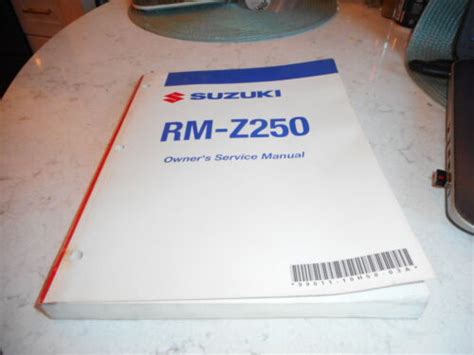 SUZUKI
RM-Z250
Owner's Service Manual